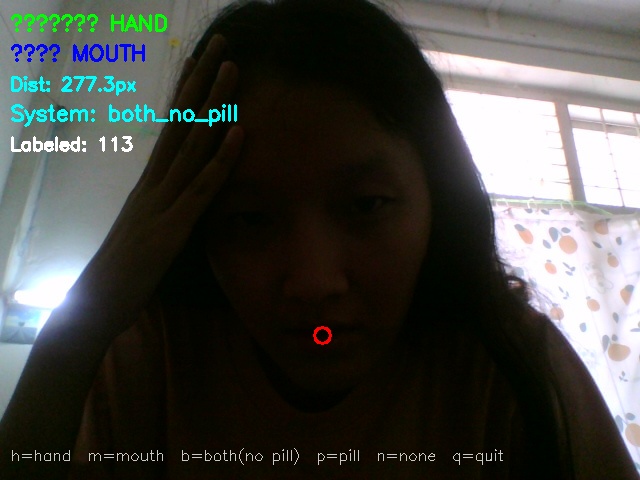 ??????? HAND
???? MOUTH
Dist: 277.3px
System: both_no_pill
Labeled: 113
h=hand m=mouth b=both(no pill) p=pill n=none q=quit